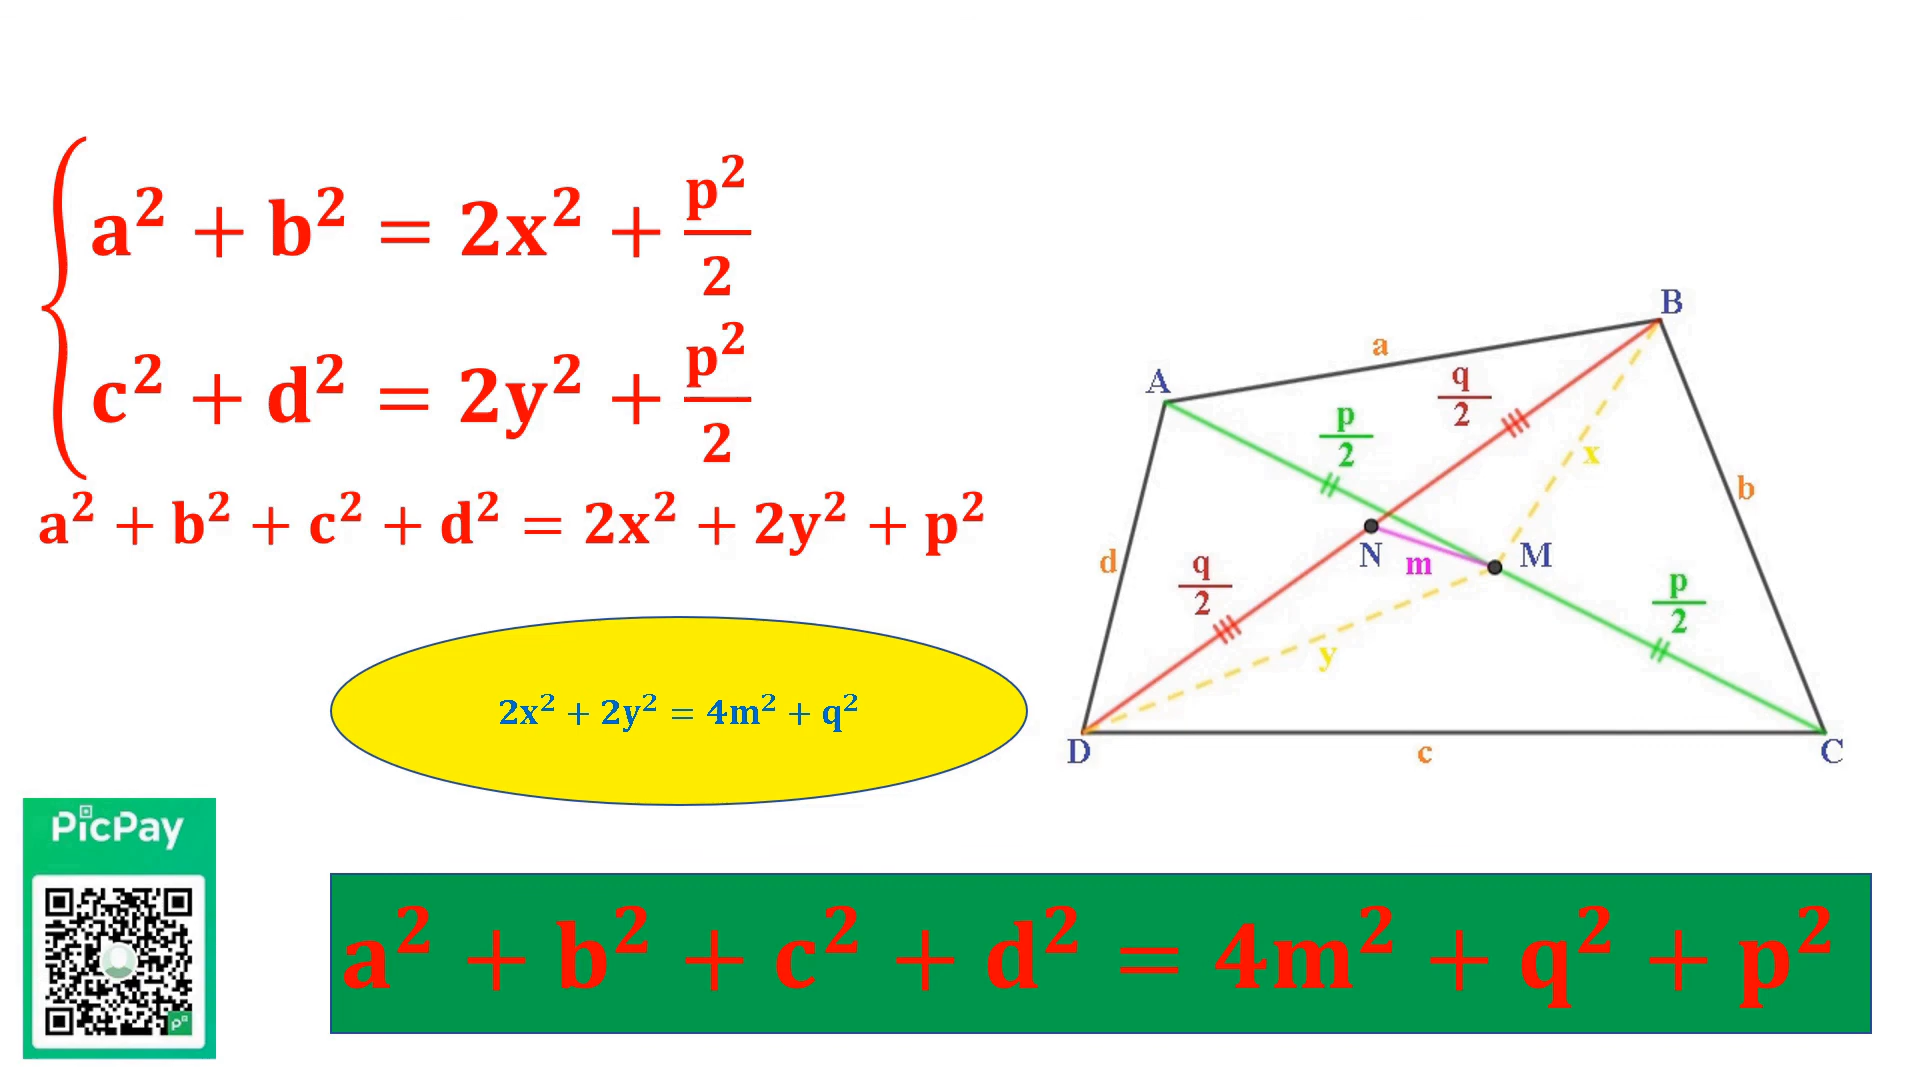 a² + b² = 2x² + p²/2
c² + d² = 2y² + p²/2
a² + b² + c² + d² = 2x² + 2y² + p²
2x² + 2y² = 4m² + q²
B
a
A
q/2
p/2
x
b
N
m
M
d
q/2
p/2
y
D
c
C
PicPay
a² + b² + c² + d² = 4m² + q² + p²